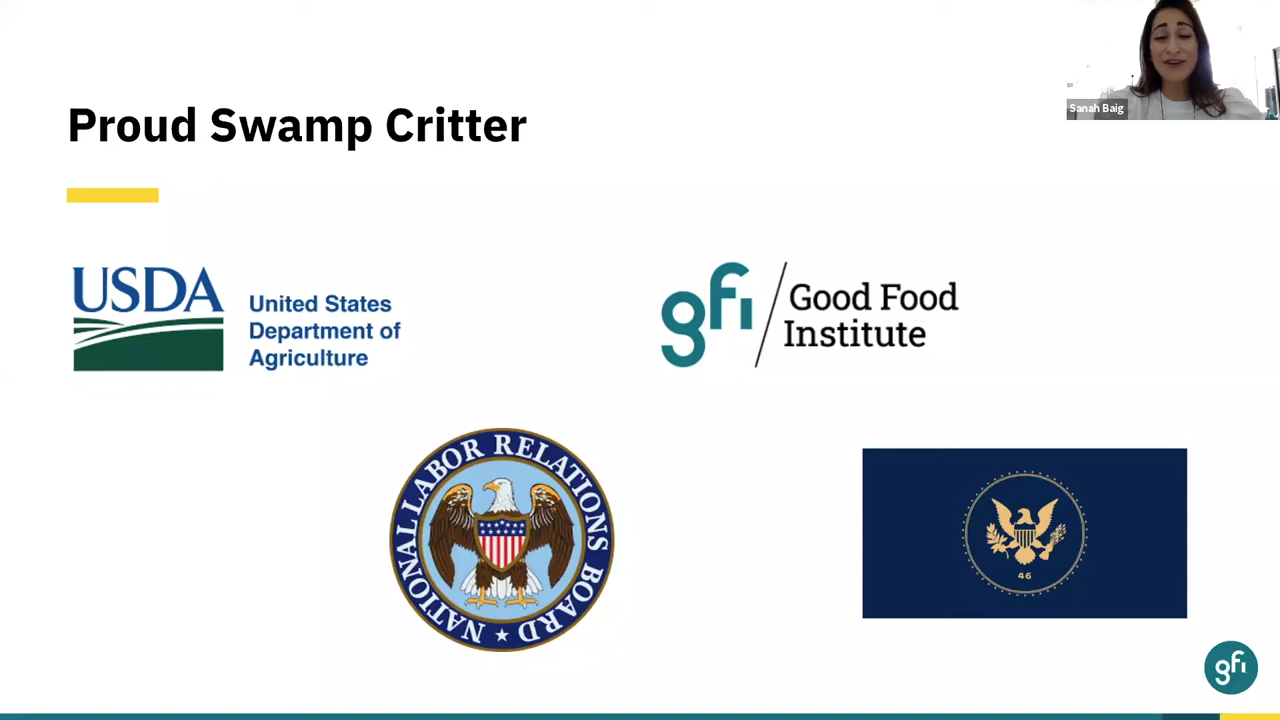 Sanah Baig
Proud Swamp Critter
USDA
United States
Department of
Agriculture
gfi
Good Food
Institute
NATIONAL LABOR RELATIONS BOARD
46
gfi